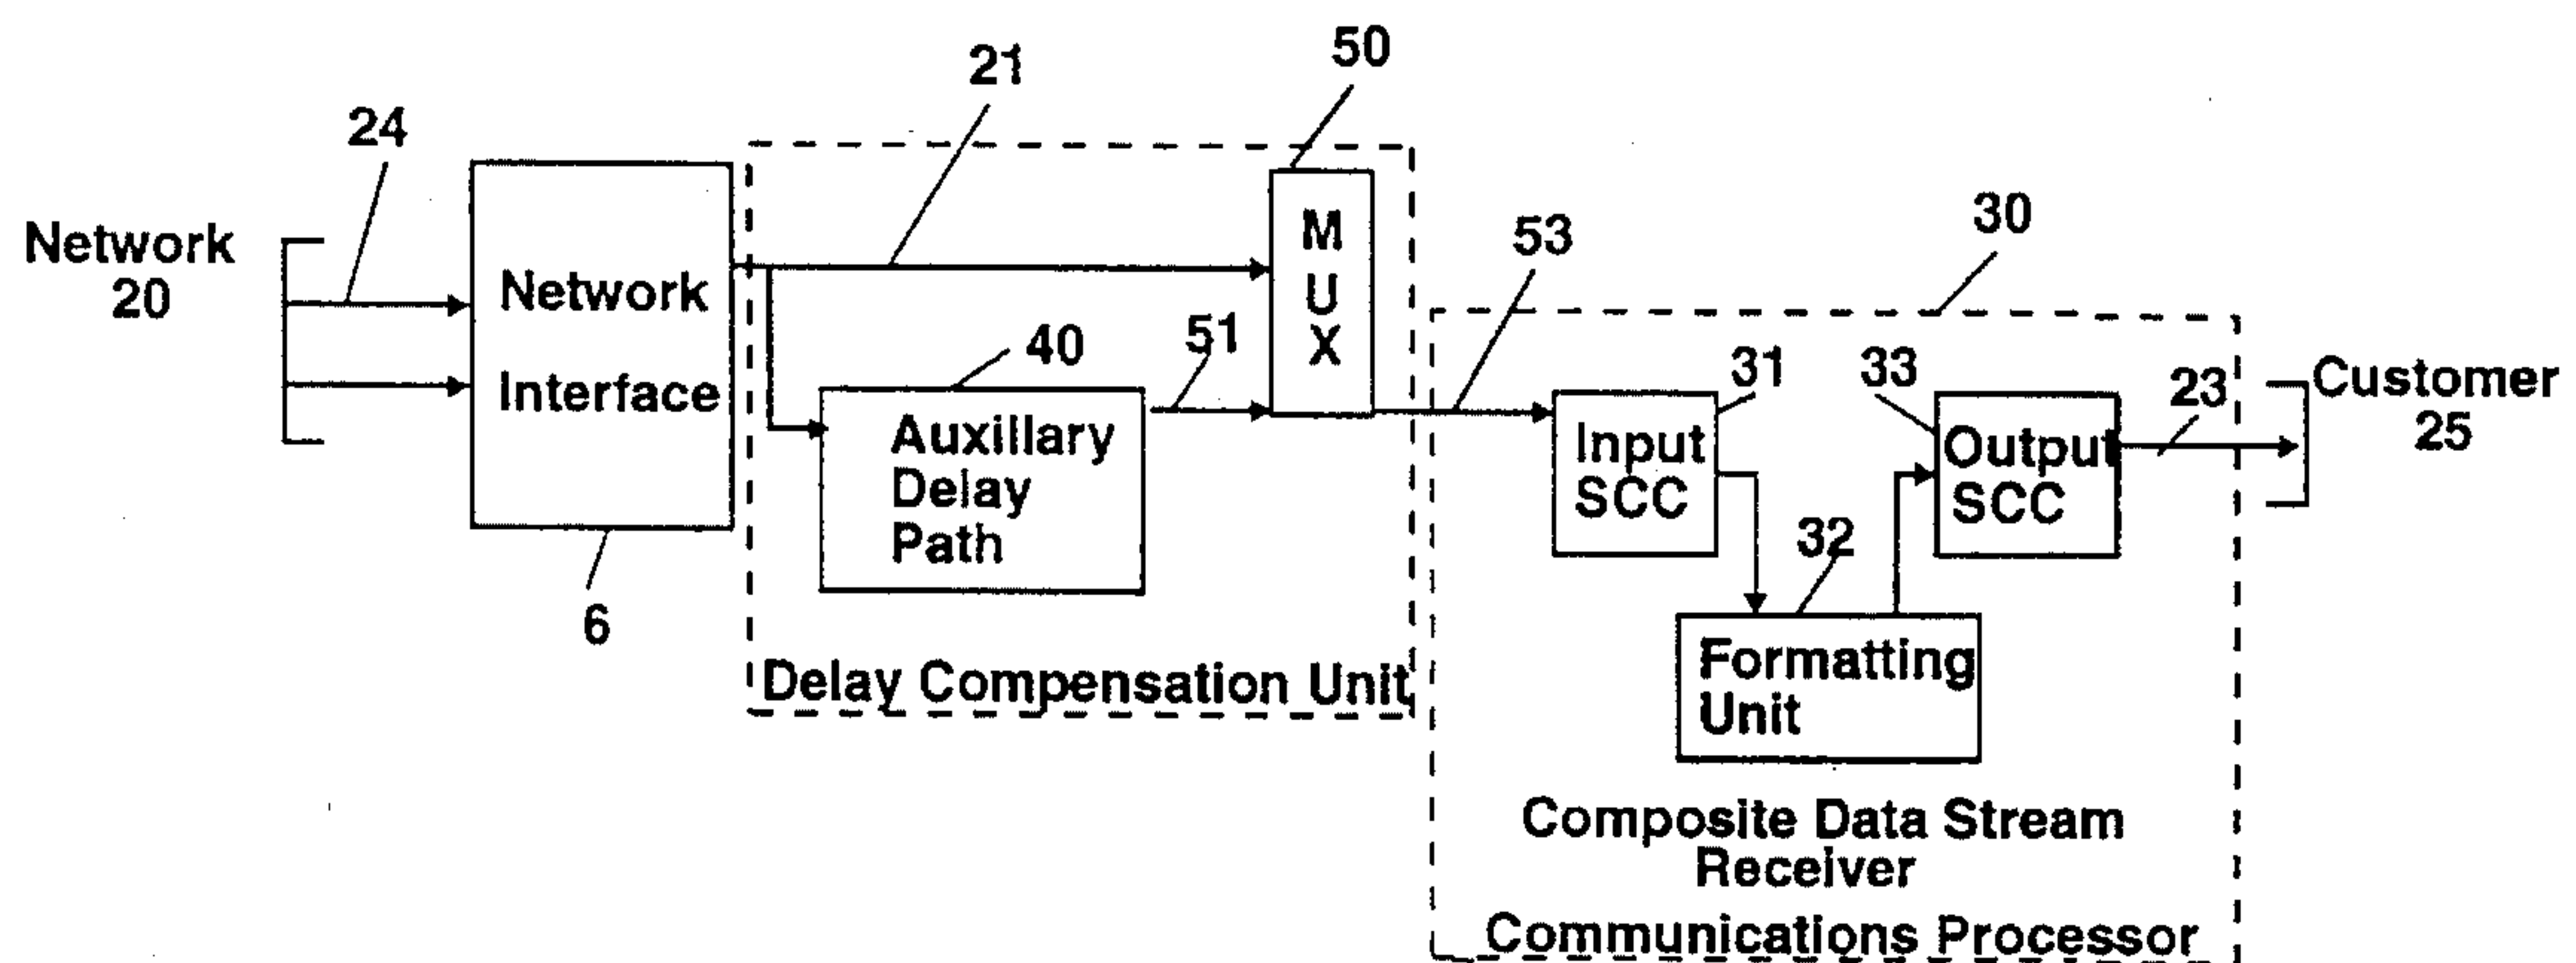 50
21
24
Network
20
Network
Interface
6
M
U
X
40
51
Auxillary
Delay
Path
Delay Compensation Unit
53
30
31
33
23
Input
SCC
Output
SCC
32
Formatting
Unit
Customer
25
Composite Data Stream
Receiver
Communications Processor